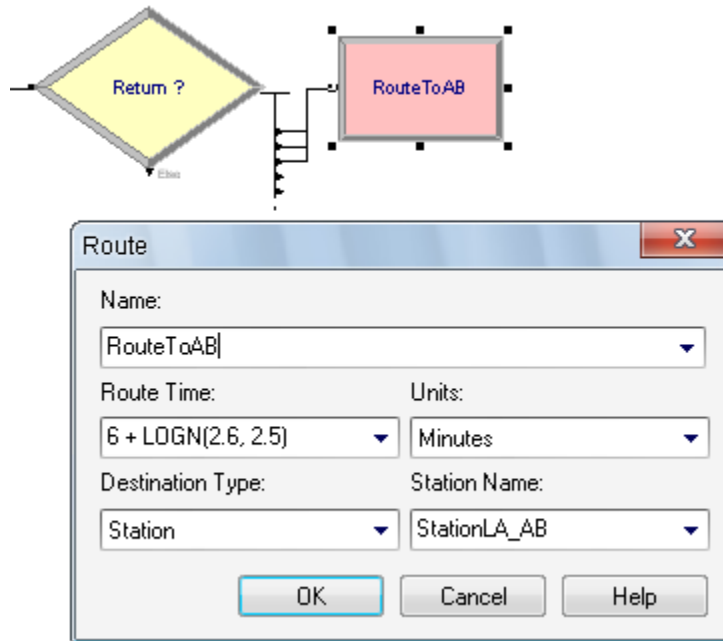 Return ?
RouteToAB
Else
Route
Name:
RouteToAB
Route Time: Units:
6 + LOGN(2.6, 2.5) Minutes
Destination Type: Station Name:
Station StationLA_AB
OK Cancel Help